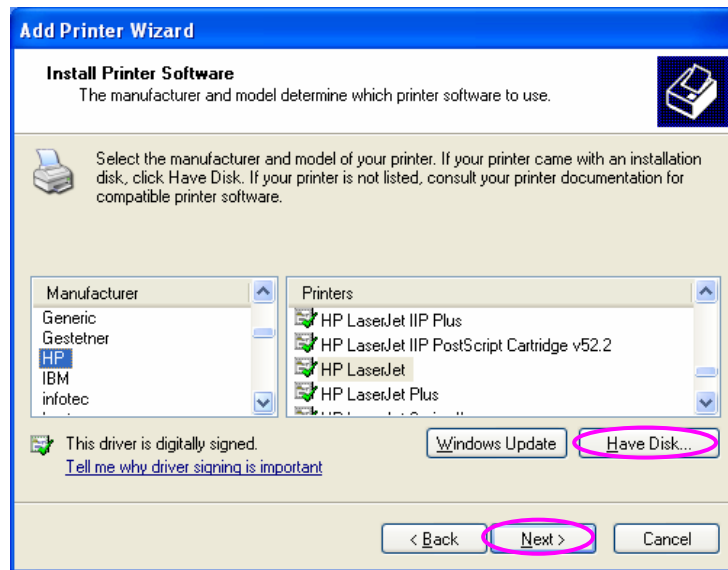 Add Printer Wizard
Install Printer Software
The manufacturer and model determine which printer software to use.
Select the manufacturer and model of your printer. If your printer came with an installation
disk, click Have Disk. If your printer is not listed, consult your printer documentation for
compatible printer software.
Manufacturer
Generic
Gestetner
HP
IBM
infotec
Printers
HP LaserJet IIP Plus
HP LaserJet IIP PostScript Cartridge v52.2
HP LaserJet
HP LaserJet Plus
This driver is digitally signed.
Tell me why driver signing is important
Windows Update
Have Disk...
< Back
Next >
Cancel